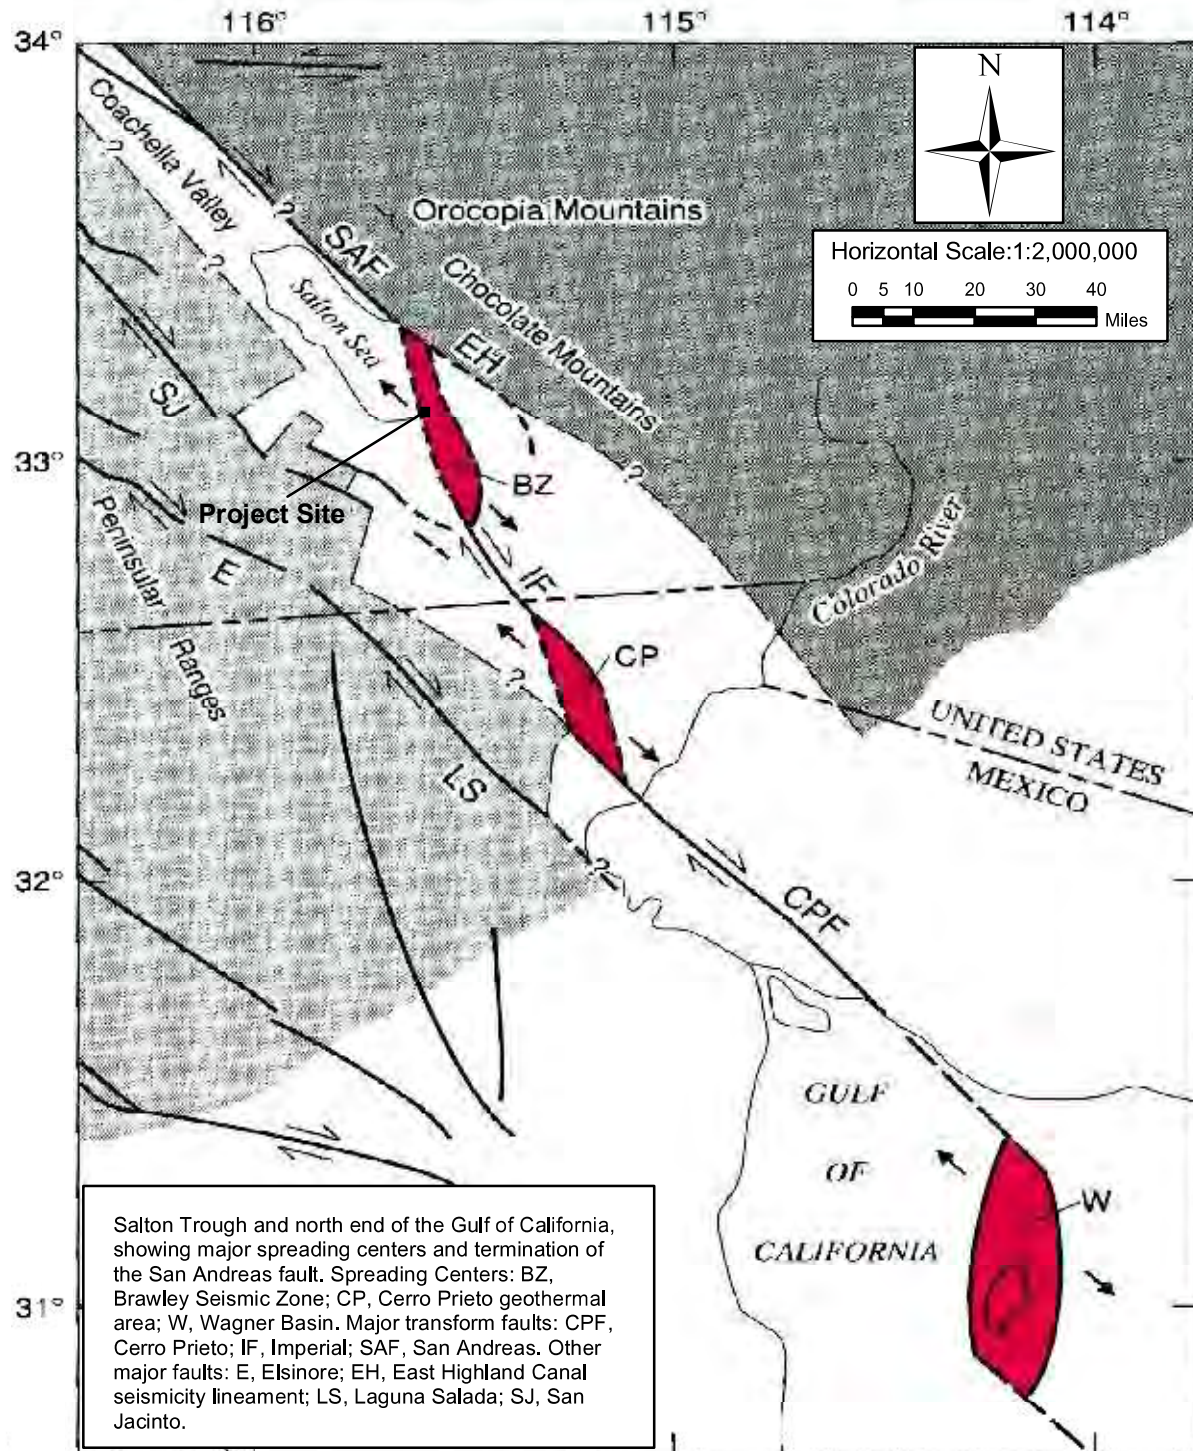 116°
115°
114°
34°
N
Coachella Valley
?
?
Orocopia Mountains
SAF
Horizontal Scale:1:2,000,000
0 5 10 20 30 40
Miles
?
Salton Sea
Chocolate Mountains
EH
SJ
33°
?
BZ
Project Site
Peninsular
Ranges
E
IF
Colorado River
CP
?
UNITED STATES
MEXICO
LS
32°
?
CPF
GULF
OF
CALIFORNIA
W
31°
Salton Trough and north end of the Gulf of California,
showing major spreading centers and termination of
the San Andreas fault. Spreading Centers: BZ,
Brawley Seismic Zone; CP, Cerro Prieto geothermal
area; W, Wagner Basin. Major transform faults: CPF,
Cerro Prieto; IF, Imperial; SAF, San Andreas. Other
major faults: E, Elsinore; EH, East Highland Canal
seismicity lineament; LS, Laguna Salada; SJ, San
Jacinto.